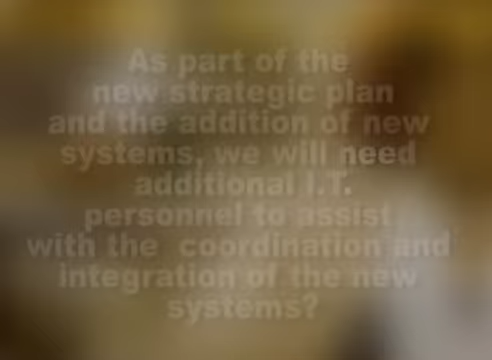 As part of the
new strategic plan
and the addition of new
systems, we will need
additional I.T.
personnel to assist
with the coordination and
integration of the new
systems?